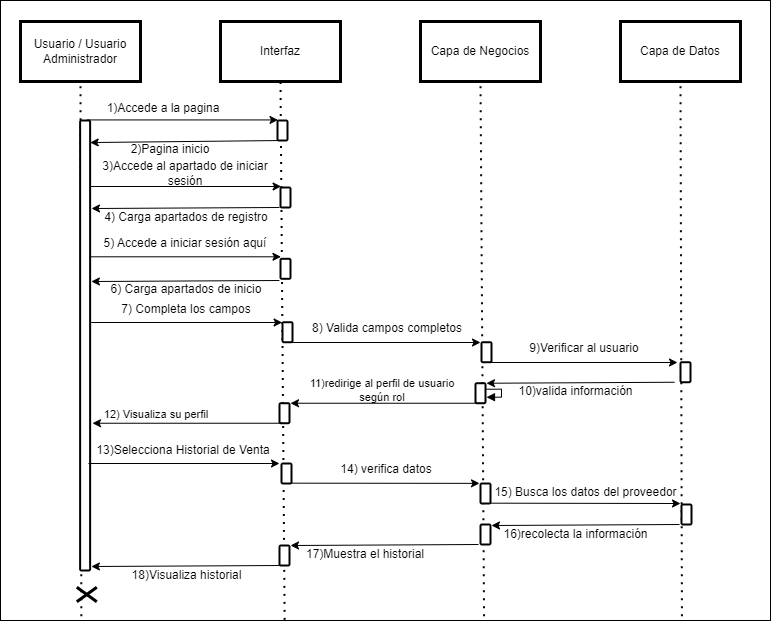 Usuario / Usuario
Administrador
Interfaz
Capa de Negocios
Capa de Datos
1)Accede a la pagina
2)Pagina inicio
3)Accede al apartado de iniciar
sesión
4) Carga apartados de registro
5) Accede a iniciar sesión aquí
6) Carga apartados de inicio
7) Completa los campos
8) Valida campos completos
9)Verificar al usuario
10)valida información
11)redirige al perfil de usuario
según rol
12) Visualiza su perfil
13)Selecciona Historial de Venta
14) verifica datos
15) Busca los datos del proveedor
16)recolecta la información
17)Muestra el historial
18)Visualiza historial